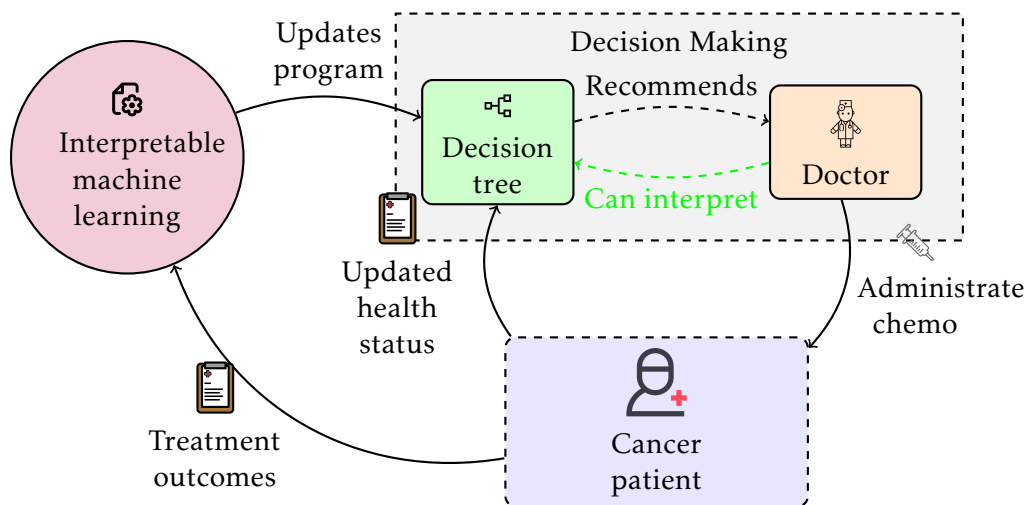 Updates
program
Decision Making
Recommends
Interpretable
machine
learning
Decision
tree
Doctor
Can interpret
Updated
health
status
Administrate
chemo
Treatment
outcomes
Cancer
patient